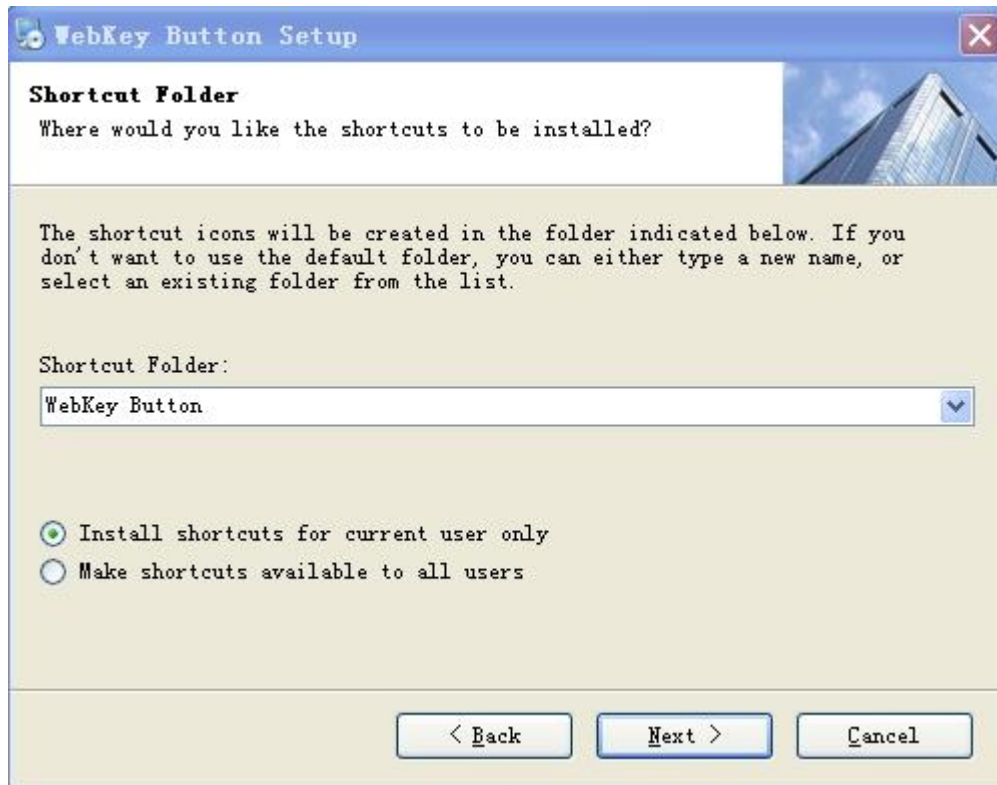 WebKey Button Setup
Shortcut Folder
Where would you like the shortcuts to be installed?
The shortcut icons will be created in the folder indicated below. If you
don't want to use the default folder, you can either type a new name, or
select an existing folder from the list.
Shortcut Folder:
WebKey Button
Install shortcuts for current user only
Make shortcuts available to all users
< Back
Next >
Cancel